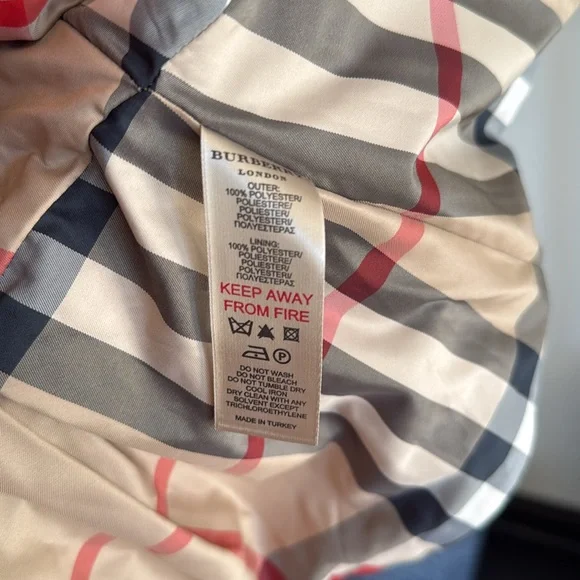 BURBERRY
LONDON
OUTER:
100% POLYESTER/
POLIESTERE/
POLIESTER/
POLYESTER/
ΠΟΛΥΕΣΤΕΡΑΣ
LINING:
100% POLYESTER/
POLIESTERE/
POLIESTER/
POLYESTER/
ΠΟΛΥΕΣΤΕΡΑΣ
KEEP AWAY
FROM FIRE
P
DO NOT WASH
DO NOT BLEACH
DO NOT TUMBLE DRY
COOL IRON
DRY CLEAN WITH ANY
SOLVENT EXCEPT
TRICHLOROETHYLENE
MADE IN TURKEY